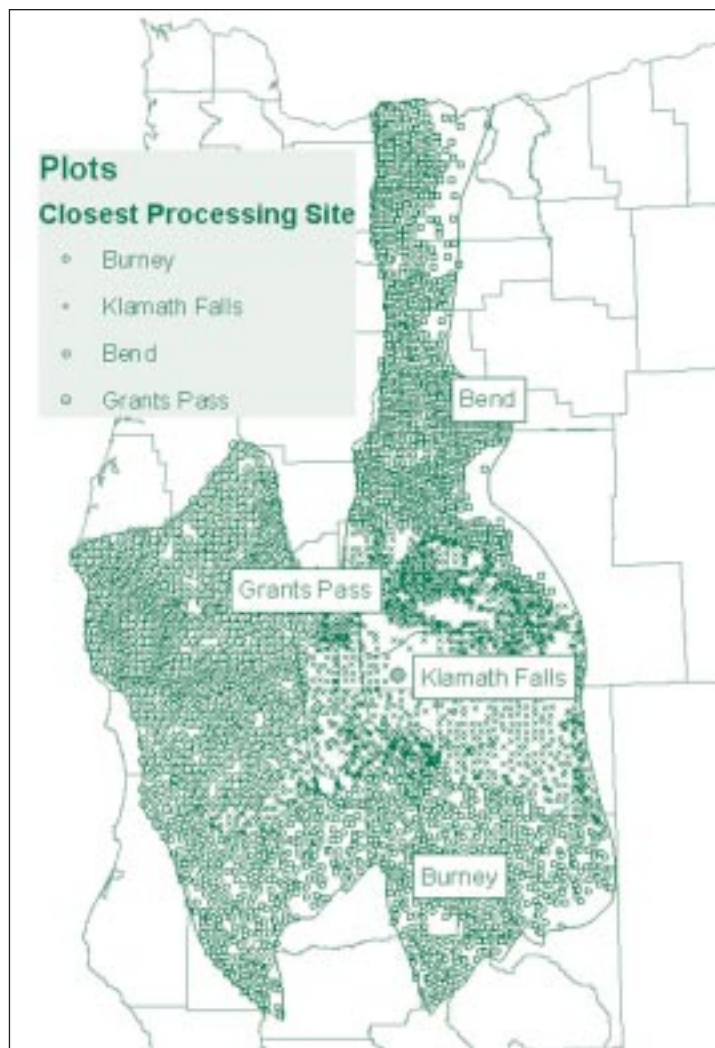 Plots
Closest Processing Site
Burney
Klamath Falls
Bend
Grants Pass
Bend
Grants Pass
Klamath Falls
Burney